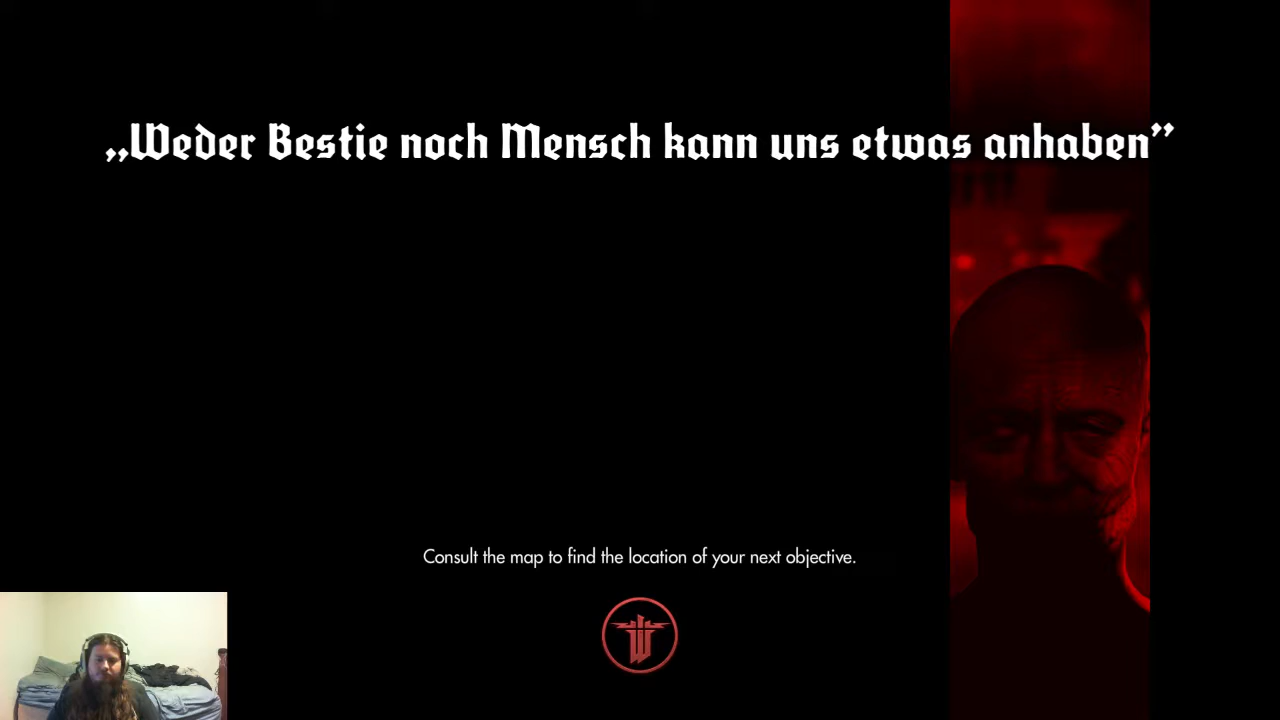 „Weder Bestie noch Mensch kann uns etwas anhaben”
Consult the map to find the location of your next objective.